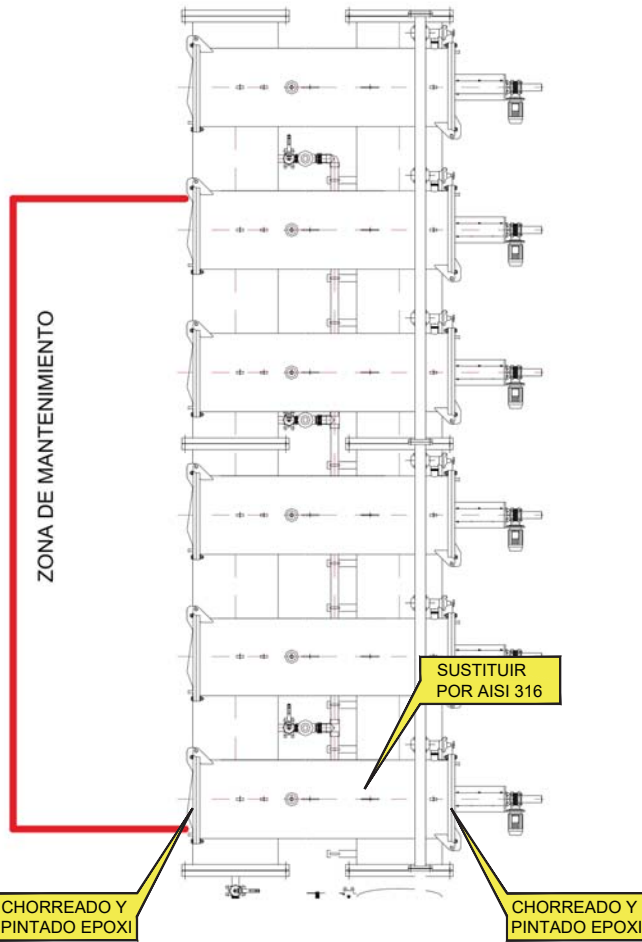 ZONA DE MANTENIMIENTO
SUSTITUIR
POR AISI 316
CHORREADO Y
PINTADO EPOXI
CHORREADO Y
PINTADO EPOXI